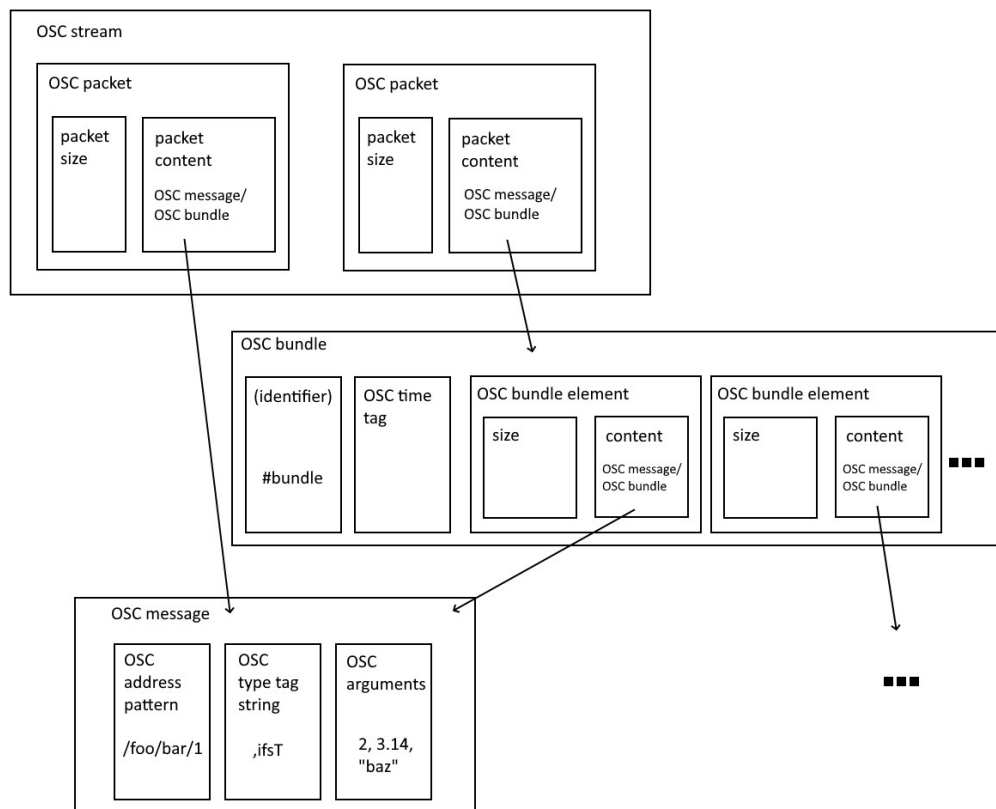 OSC stream
OSC packet
packet
size
packet
content
OSC message/
OSC bundle
OSC packet
packet
size
packet
content
OSC message/
OSC bundle
OSC bundle
(identifier)
#bundle
OSC time
tag
OSC bundle element
size
content
OSC message/
OSC bundle
OSC bundle element
size
content
OSC message/
OSC bundle
...
OSC message
OSC
address
pattern
/foo/bar/1
OSC
type tag
string
,ifsT
OSC
arguments
2, 3.14,
"baz"
...